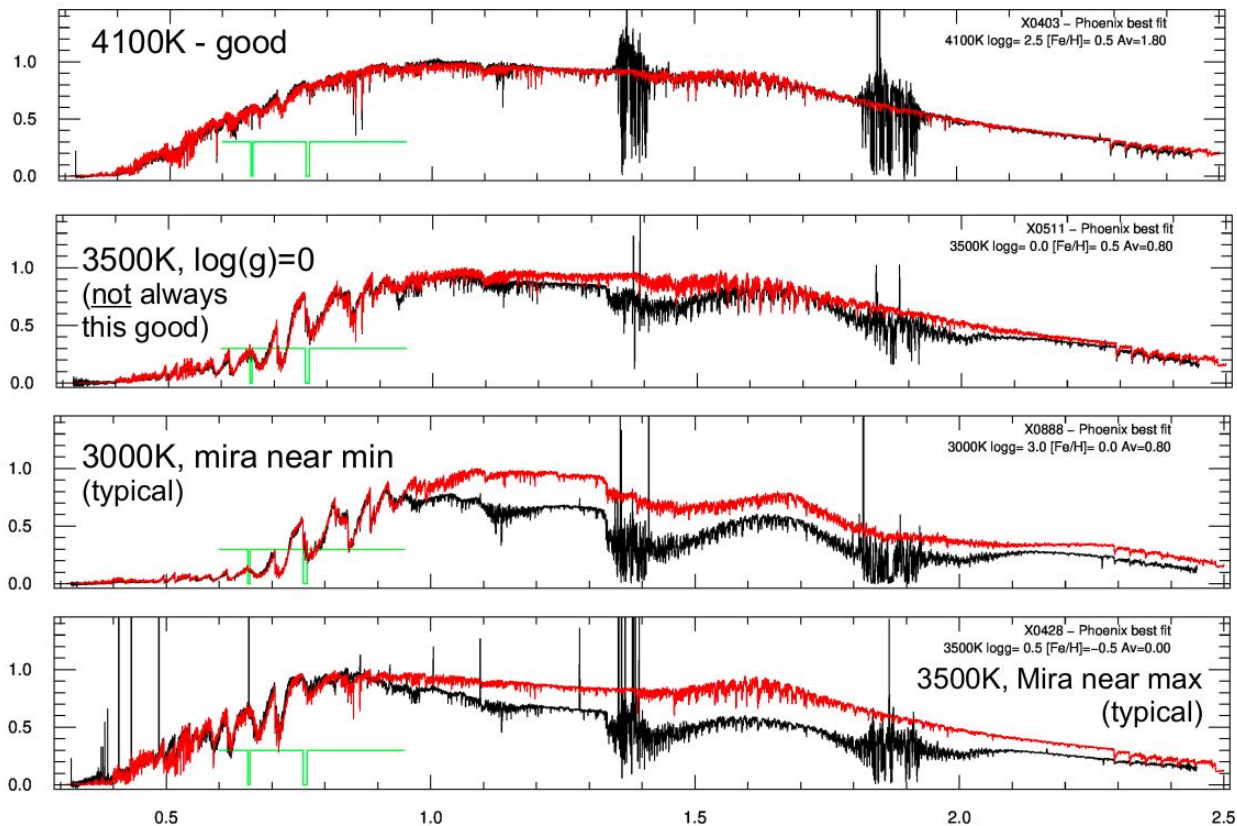 4100K - good
X0403 – Phoenix best fit
4100K logg= 2.5 [Fe/H]= 0.5 Av=1.80
1.0
0.5
0.0
3500K, log(g)=0
(not always
this good)
X0511 – Phoenix best fit
3500K logg= 0.0 [Fe/H]= 0.5 Av=0.80
1.0
0.5
0.0
3000K, mira near min
(typical)
X0888 – Phoenix best fit
3000K logg= 3.0 [Fe/H]= 0.0 Av=0.80
1.0
0.5
0.0
X0428 – Phoenix best fit
3500K logg= 0.5 [Fe/H]=-0.5 Av=0.00
3500K, Mira near max
(typical)
1.0
0.5
0.0
0.5 1.0 1.5 2.0 2.5